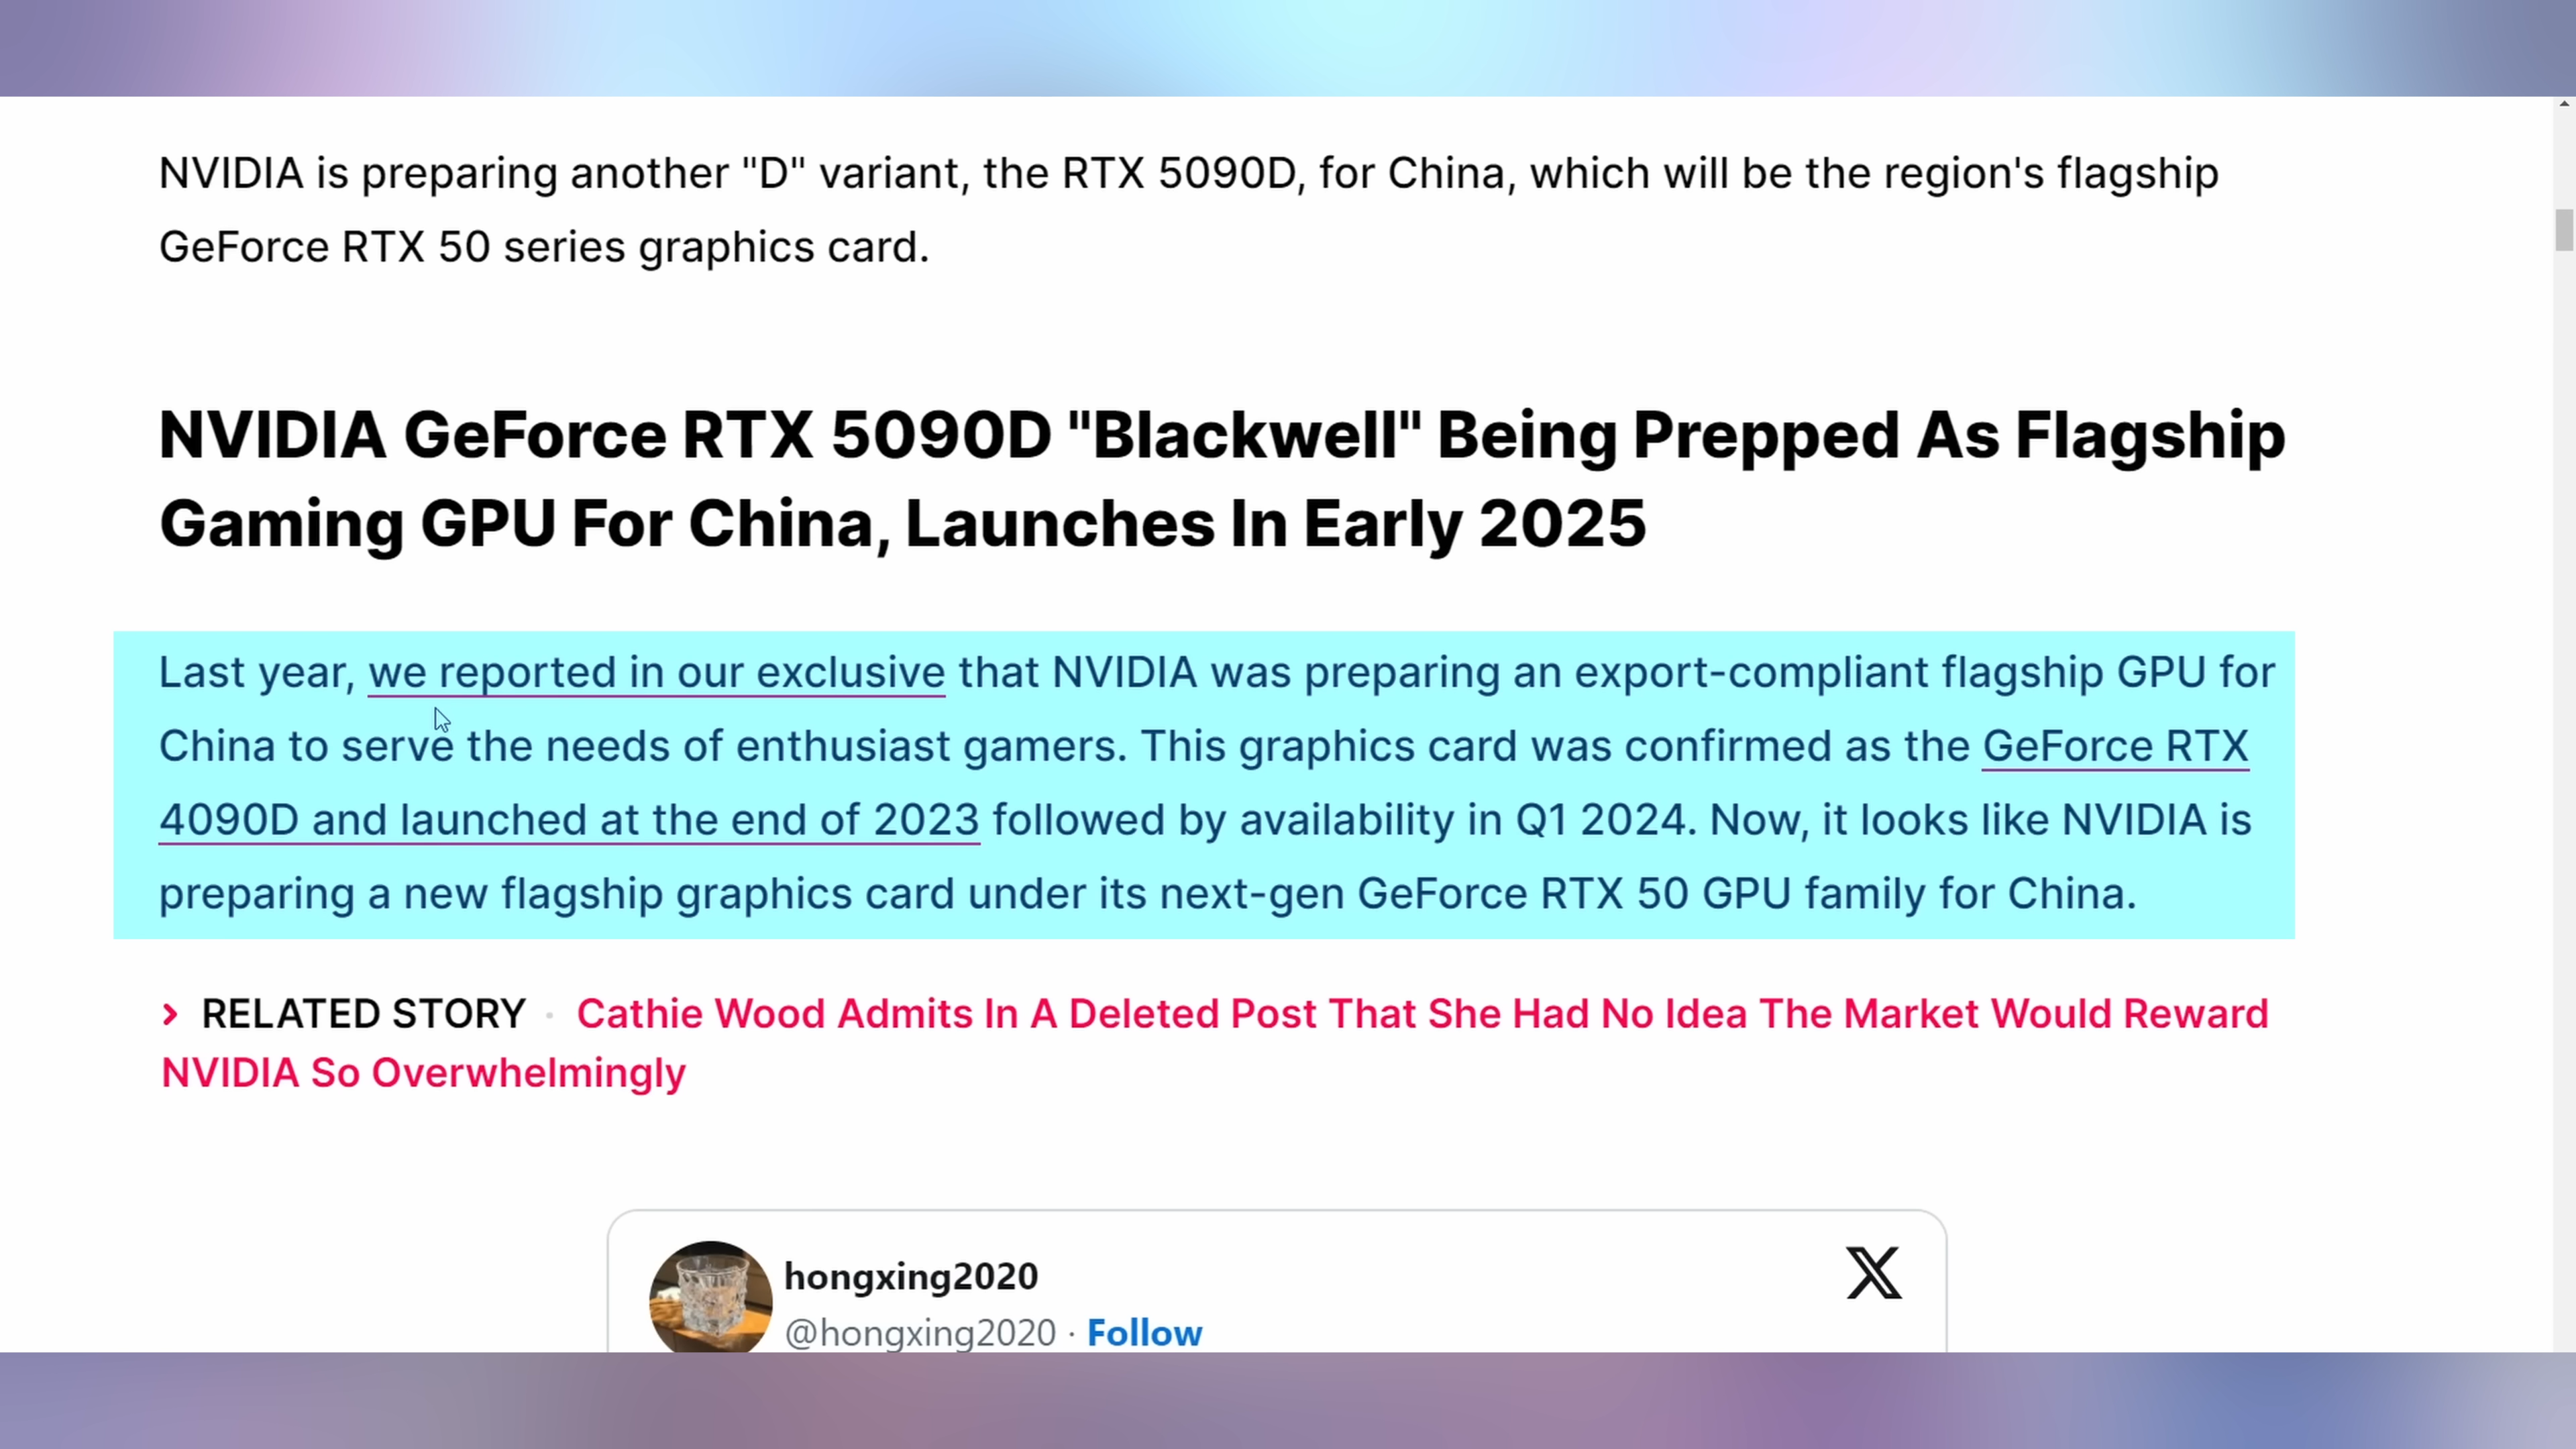 NVIDIA is preparing another "D" variant, the RTX 5090D, for China, which will be the region's flagship
GeForce RTX 50 series graphics card.
NVIDIA GeForce RTX 5090D "Blackwell" Being Prepped As Flagship
Gaming GPU For China, Launches In Early 2025
Last year, we reported in our exclusive that NVIDIA was preparing an export-compliant flagship GPU for
China to serve the needs of enthusiast gamers. This graphics card was confirmed as the GeForce RTX
4090D and launched at the end of 2023 followed by availability in Q1 2024. Now, it looks like NVIDIA is
preparing a new flagship graphics card under its next-gen GeForce RTX 50 GPU family for China.
RELATED STORY · Cathie Wood Admits In A Deleted Post That She Had No Idea The Market Would Reward
NVIDIA So Overwhelmingly
hongxing2020
@hongxing2020 · Follow